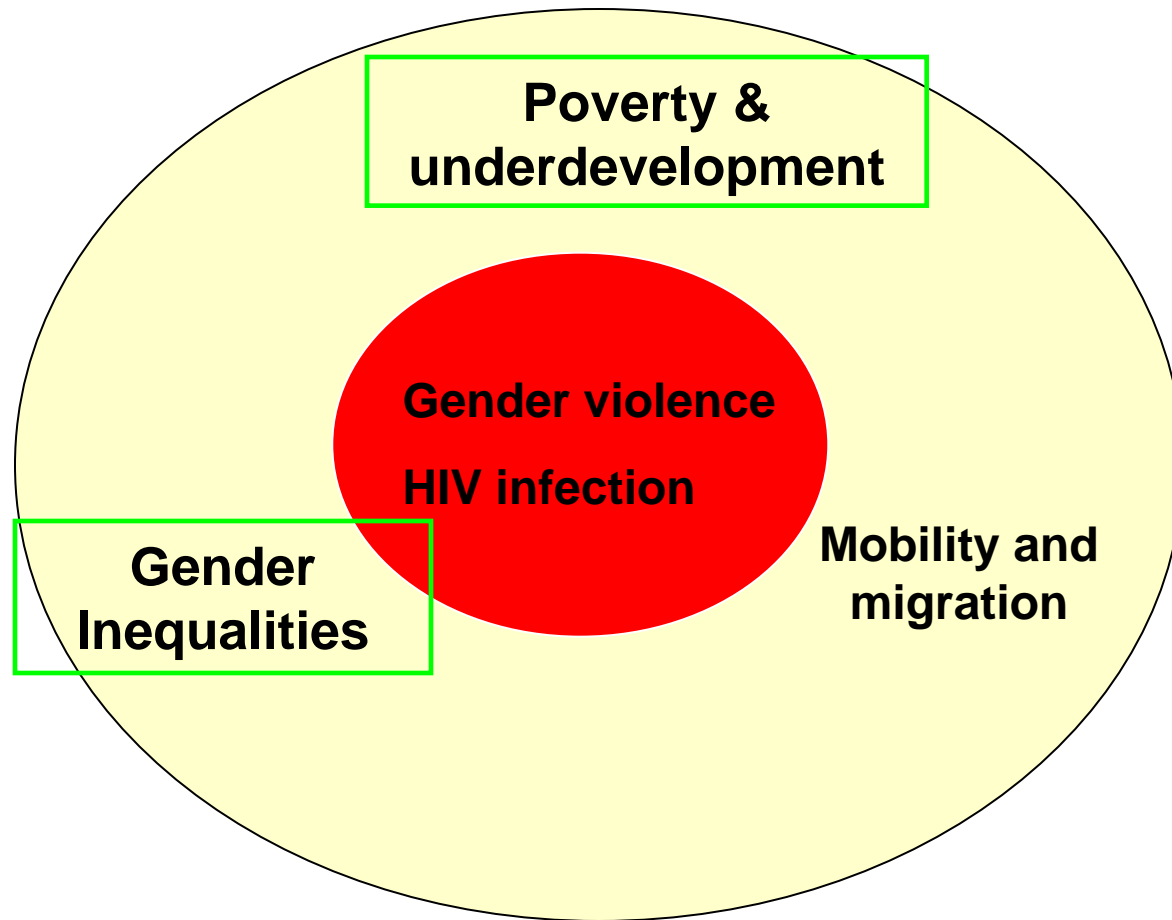 Poverty &
underdevelopment
Gender violence
HIV infection
Gender
Inequalities
Mobility and
migration